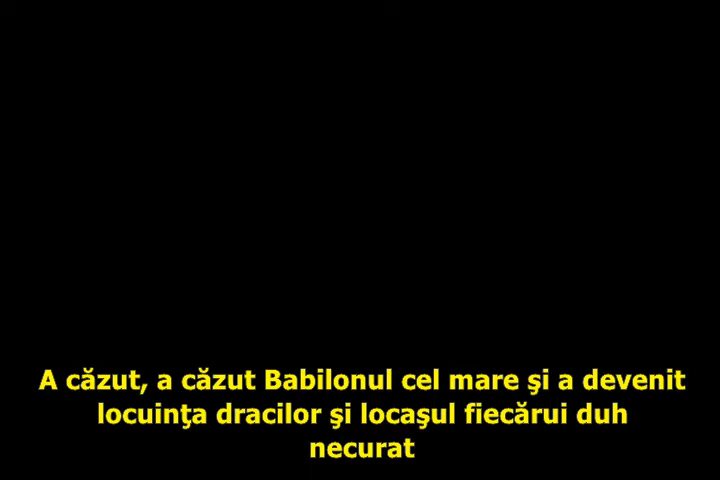 A căzut, a căzut Babilonul cel mare şi a devenit
locuinţa dracilor şi locaşul fiecărui duh
necurat